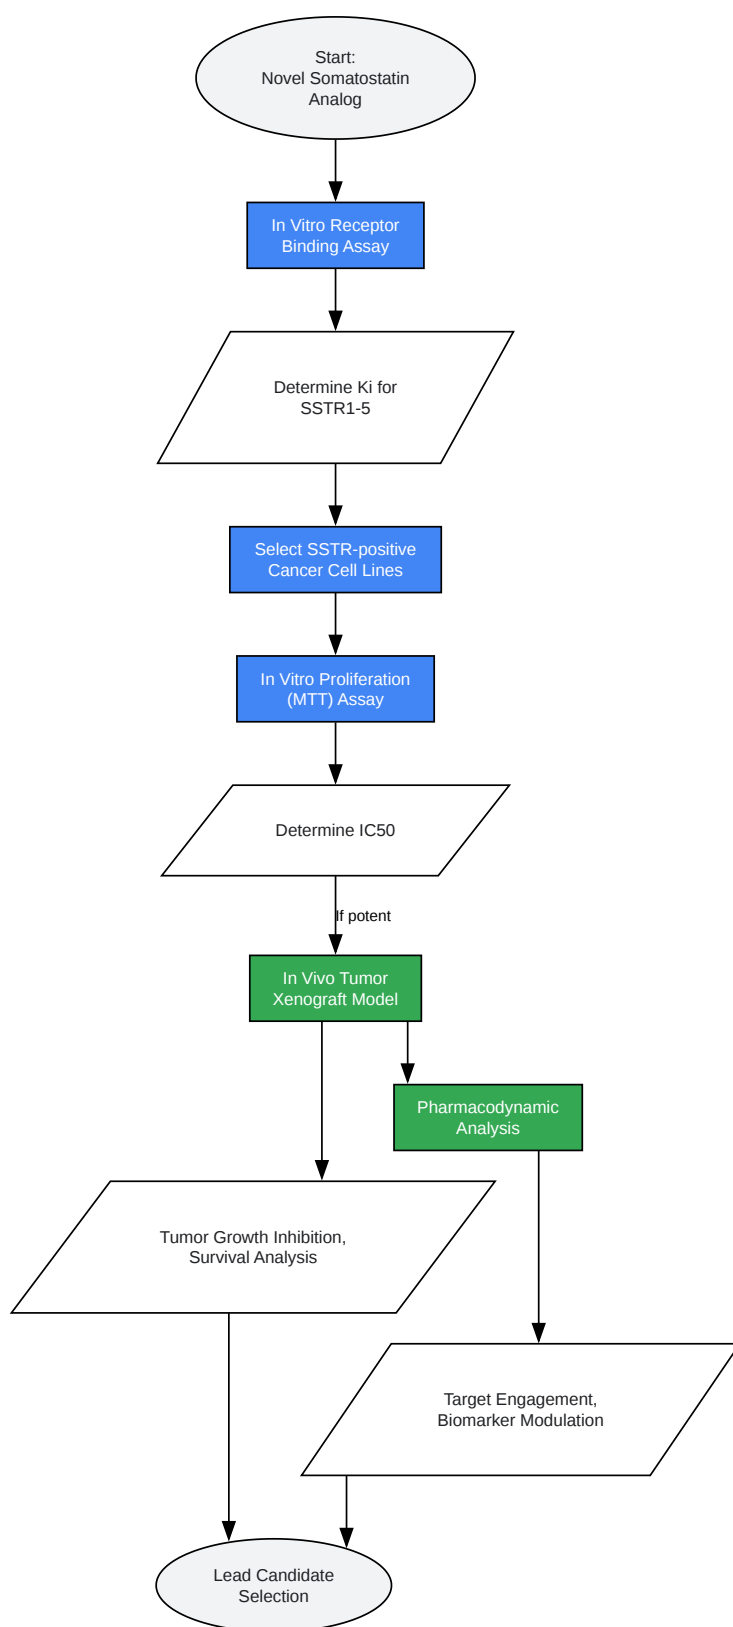 Start:
Novel Somatostatin
Analog
In Vitro Receptor
Binding Assay
Determine Ki for
SSTR1-5
Select SSTR-positive
Cancer Cell Lines
In Vitro Proliferation
(MTT) Assay
Determine IC50
If potent
In Vivo Tumor
Xenograft Model
Pharmacodynamic
Analysis
Tumor Growth Inhibition,
Survival Analysis
Target Engagement,
Biomarker Modulation
Lead Candidate
Selection